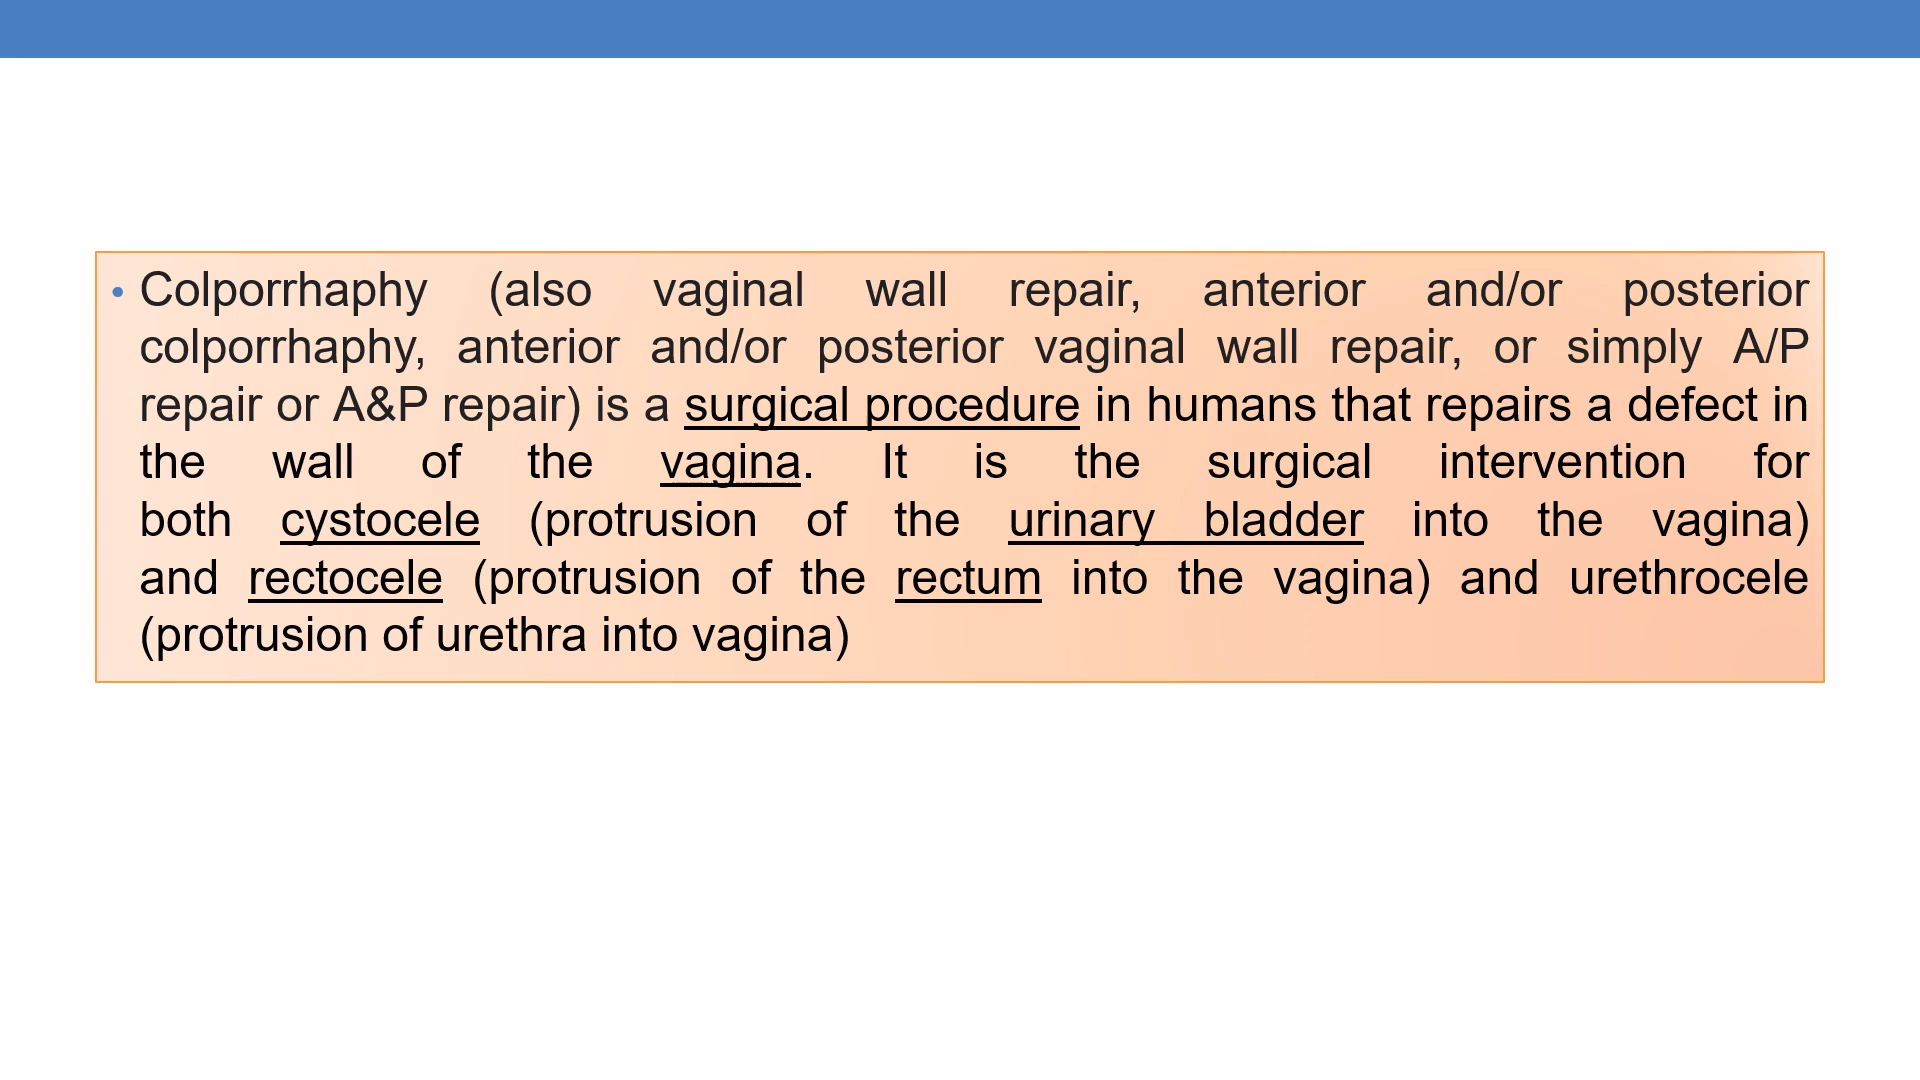 • Colporrhaphy (also vaginal wall repair, anterior and/or posterior
colporrhaphy, anterior and/or posterior vaginal wall repair, or simply A/P
repair or A&P repair) is a surgical procedure in humans that repairs a defect in
the wall of the vagina. It is the surgical intervention for
both cystocele (protrusion of the urinary bladder into the vagina)
and rectocele (protrusion of the rectum into the vagina) and urethrocele
(protrusion of urethra into vagina)